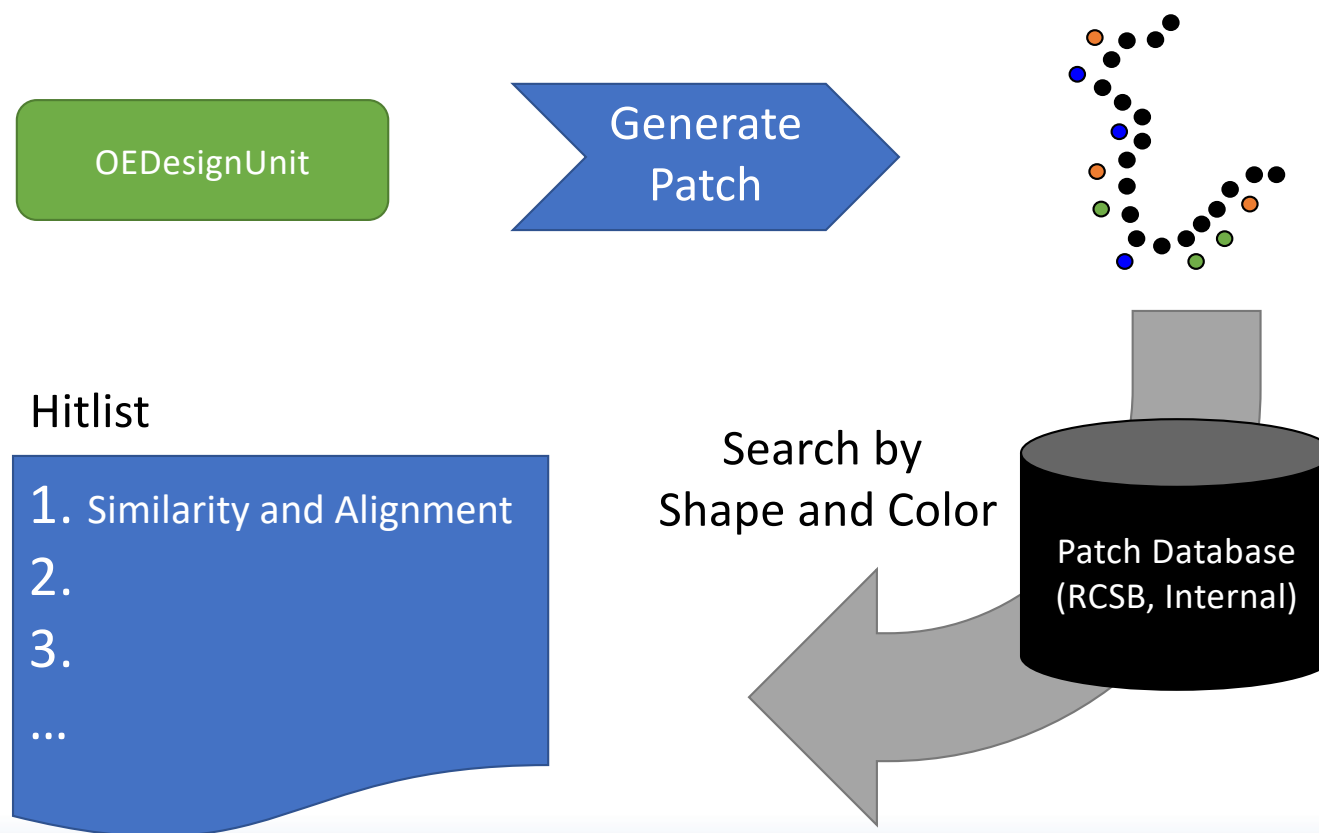 OEDesignUnit
Generate
Patch
Hitlist
1. Similarity and Alignment
2.
3.
...
Search by
Shape and Color
Patch Database
(RCSB, Internal)